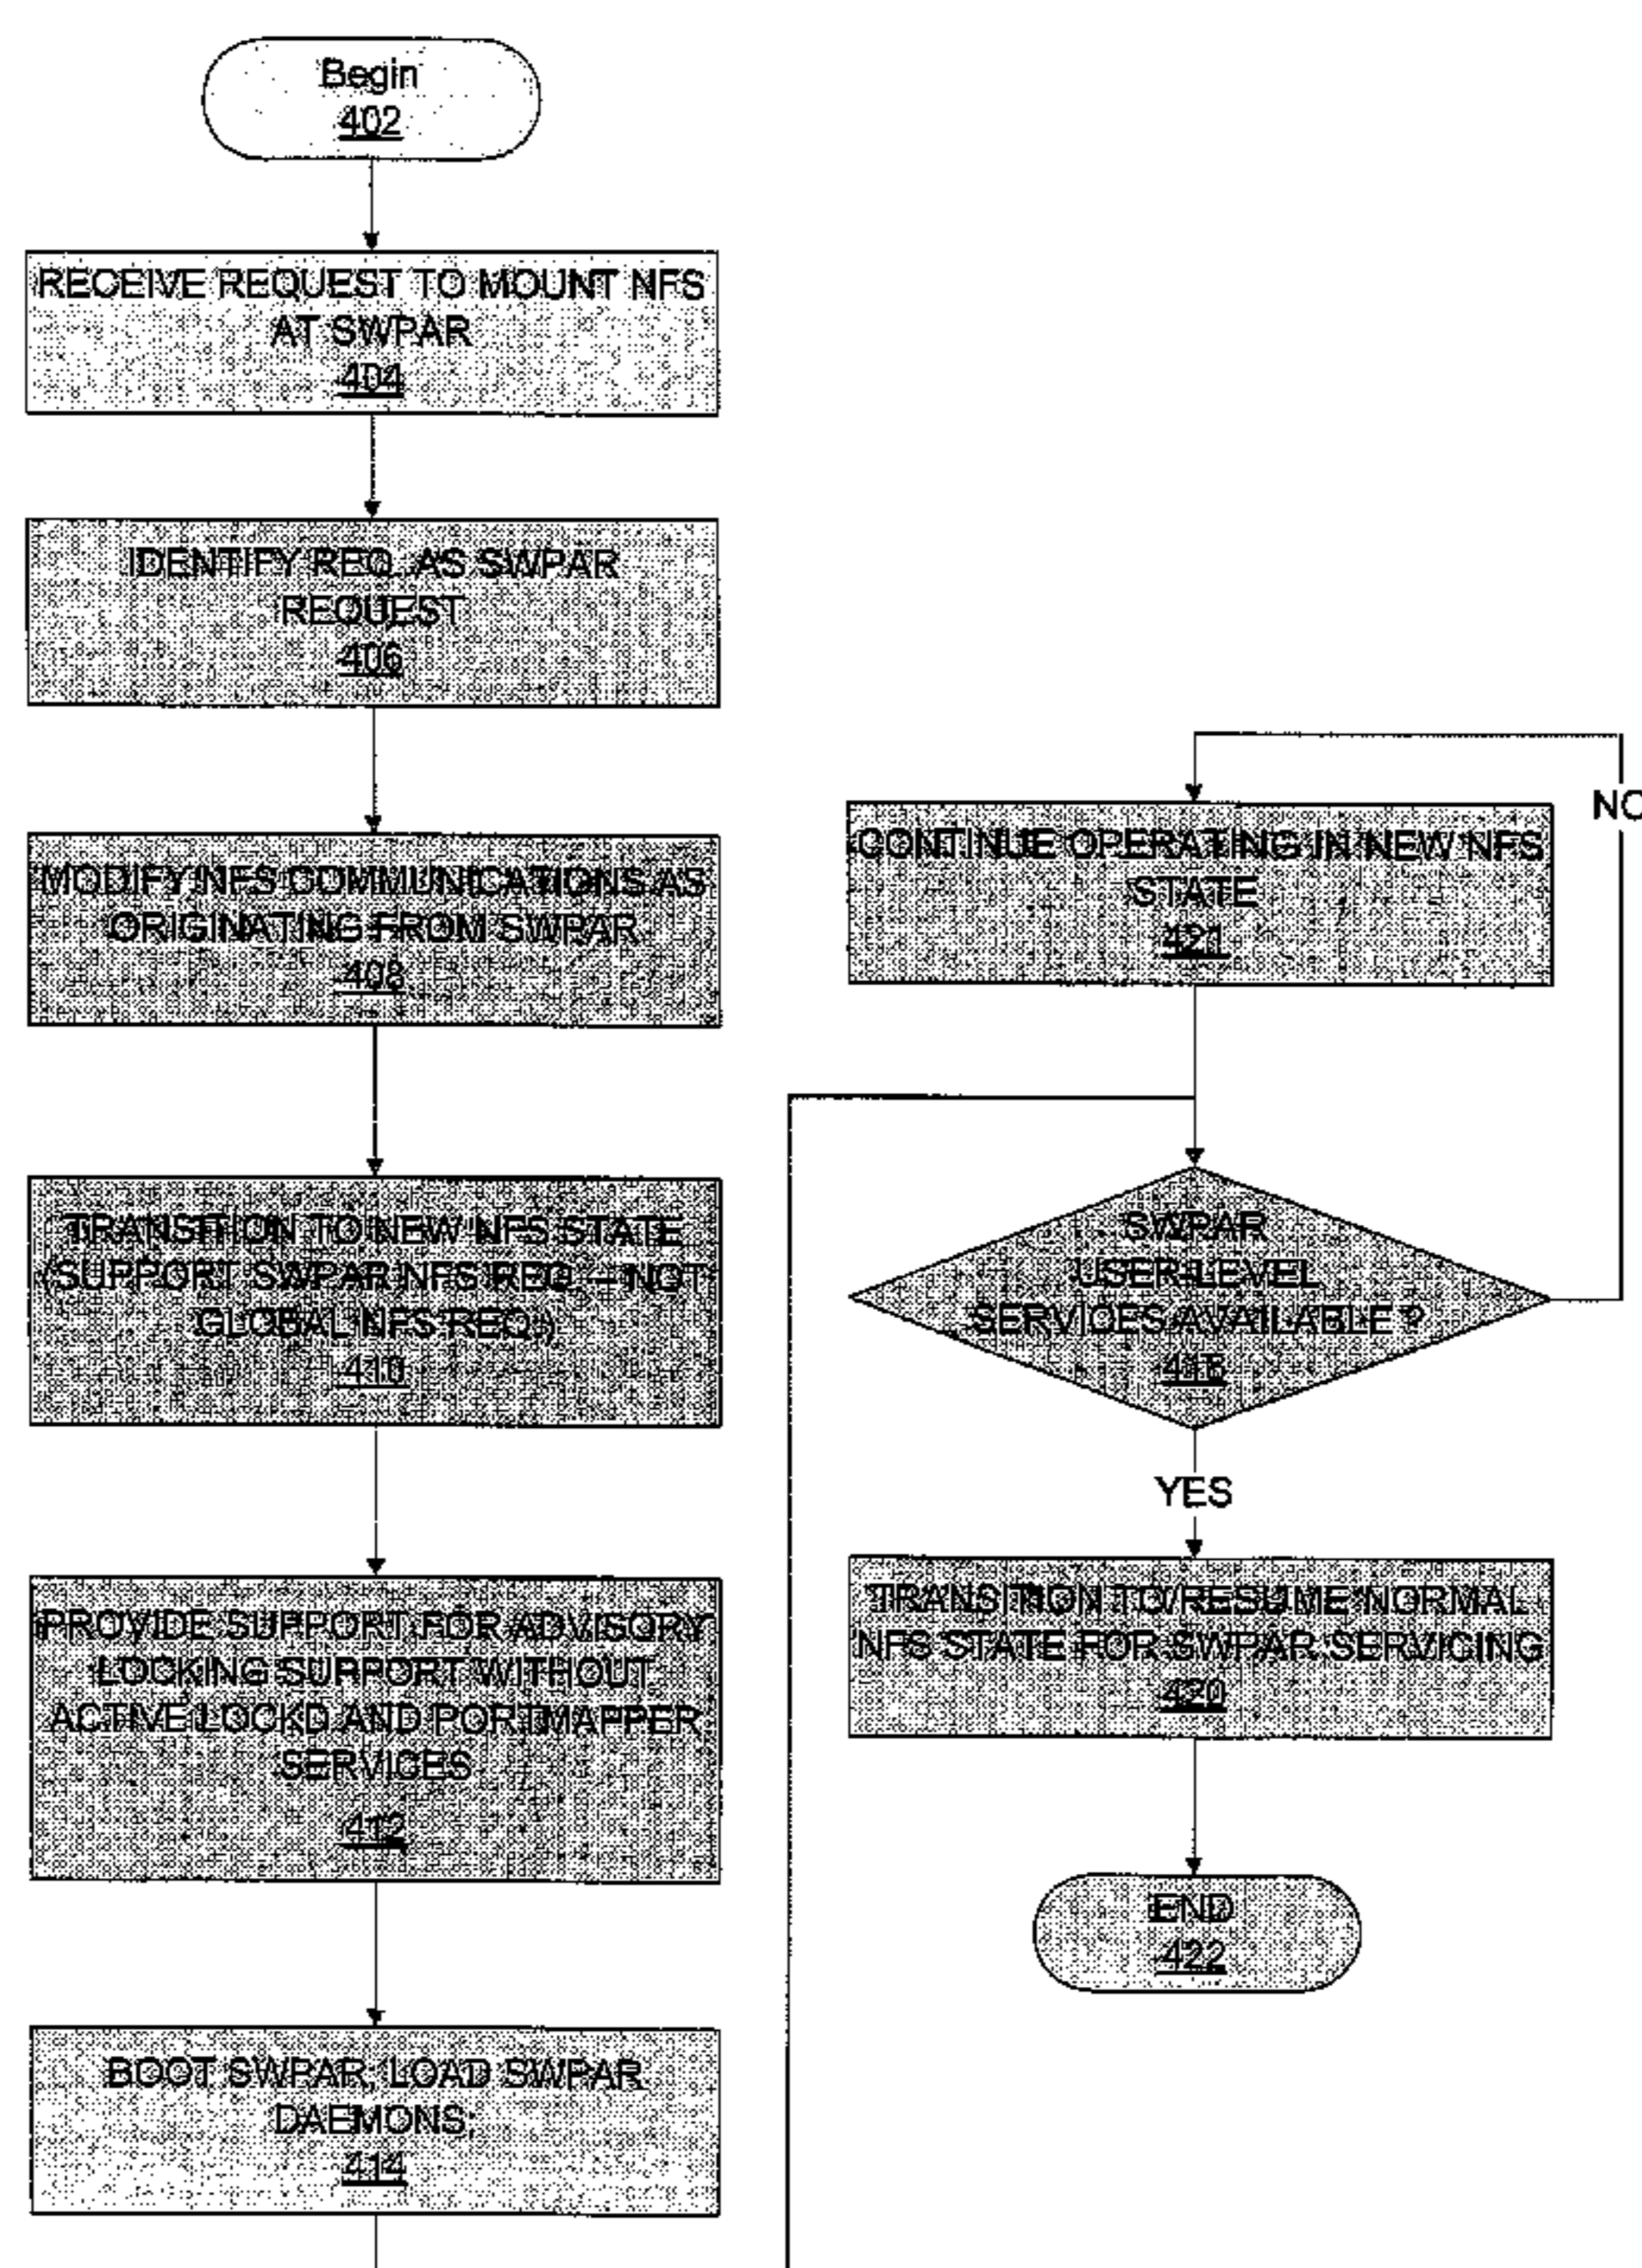 Begin
402
RECEIVE REQUEST TO MOUNT NFS
AT SWPAR
404
IDENTIFY REQ. AS SWPAR
REQUEST
406
MODIFY NFS COMMUNICATIONS AS
ORIGINATING FROM SWPAR
408
TRANSITION TO NEW NFS STATE
(SUPPORT SWPAR NFS REQ. – NOT
GLOBAL NFS REQ.)
410
PROVIDE SUPPORT FOR ADVISORY
LOCKING SUPPORT WITHOUT
ACTIVE LOCKD AND PORTMAPPER
SERVICES
412
BOOT SWPAR; LOAD SWPAR
DAEMONS;
414
NO
CONTINUE OPERATING IN NEW NFS
STATE
421
SWPAR
USER-LEVEL
SERVICES AVAILABLE ?
YES
TRANSITION TO/RESUME NORMAL
NFS STATE FOR SWPAR SERVICING
420
END
422